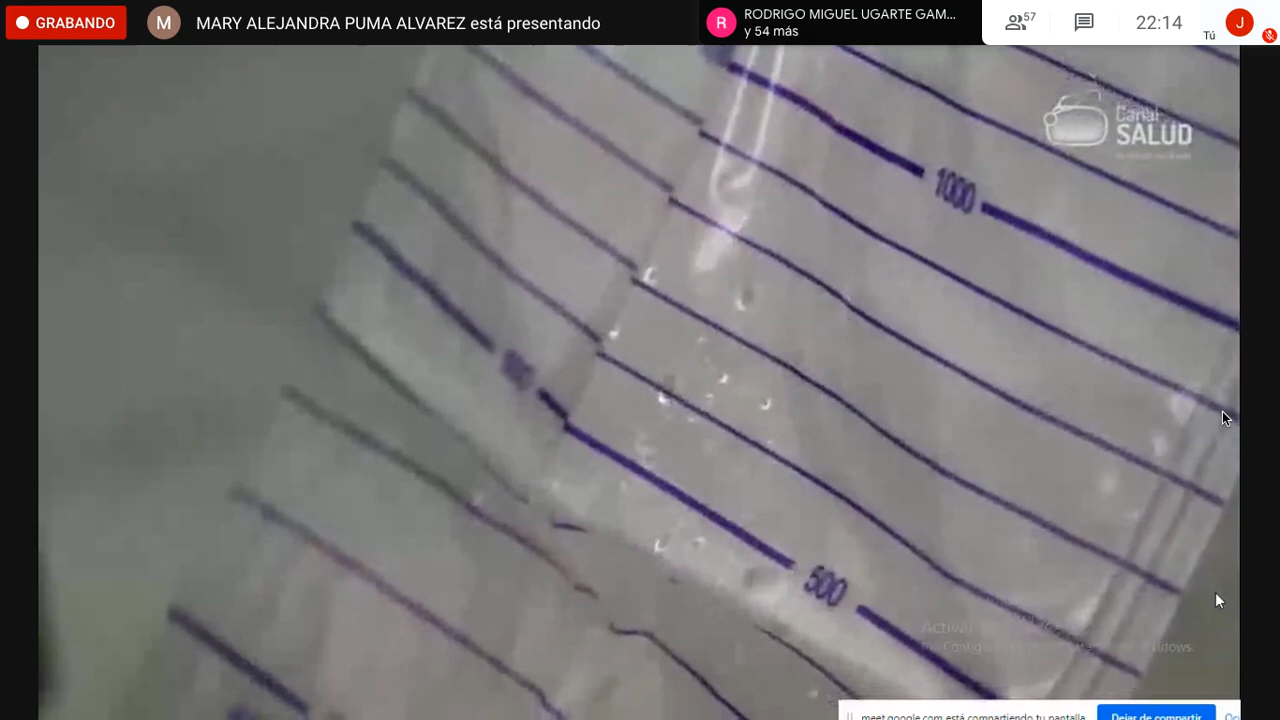 GRABANDO
M
MARY ALEJANDRA PUMA ALVAREZ está presentando
R
RODRIGO MIGUEL UGARTE GAM...
y 54 más
57
22:14
Tú
J
Canal
SALUD
1000
500
Activar
meet.google.com está compartiendo tu pantalla.
Dejar de compartir